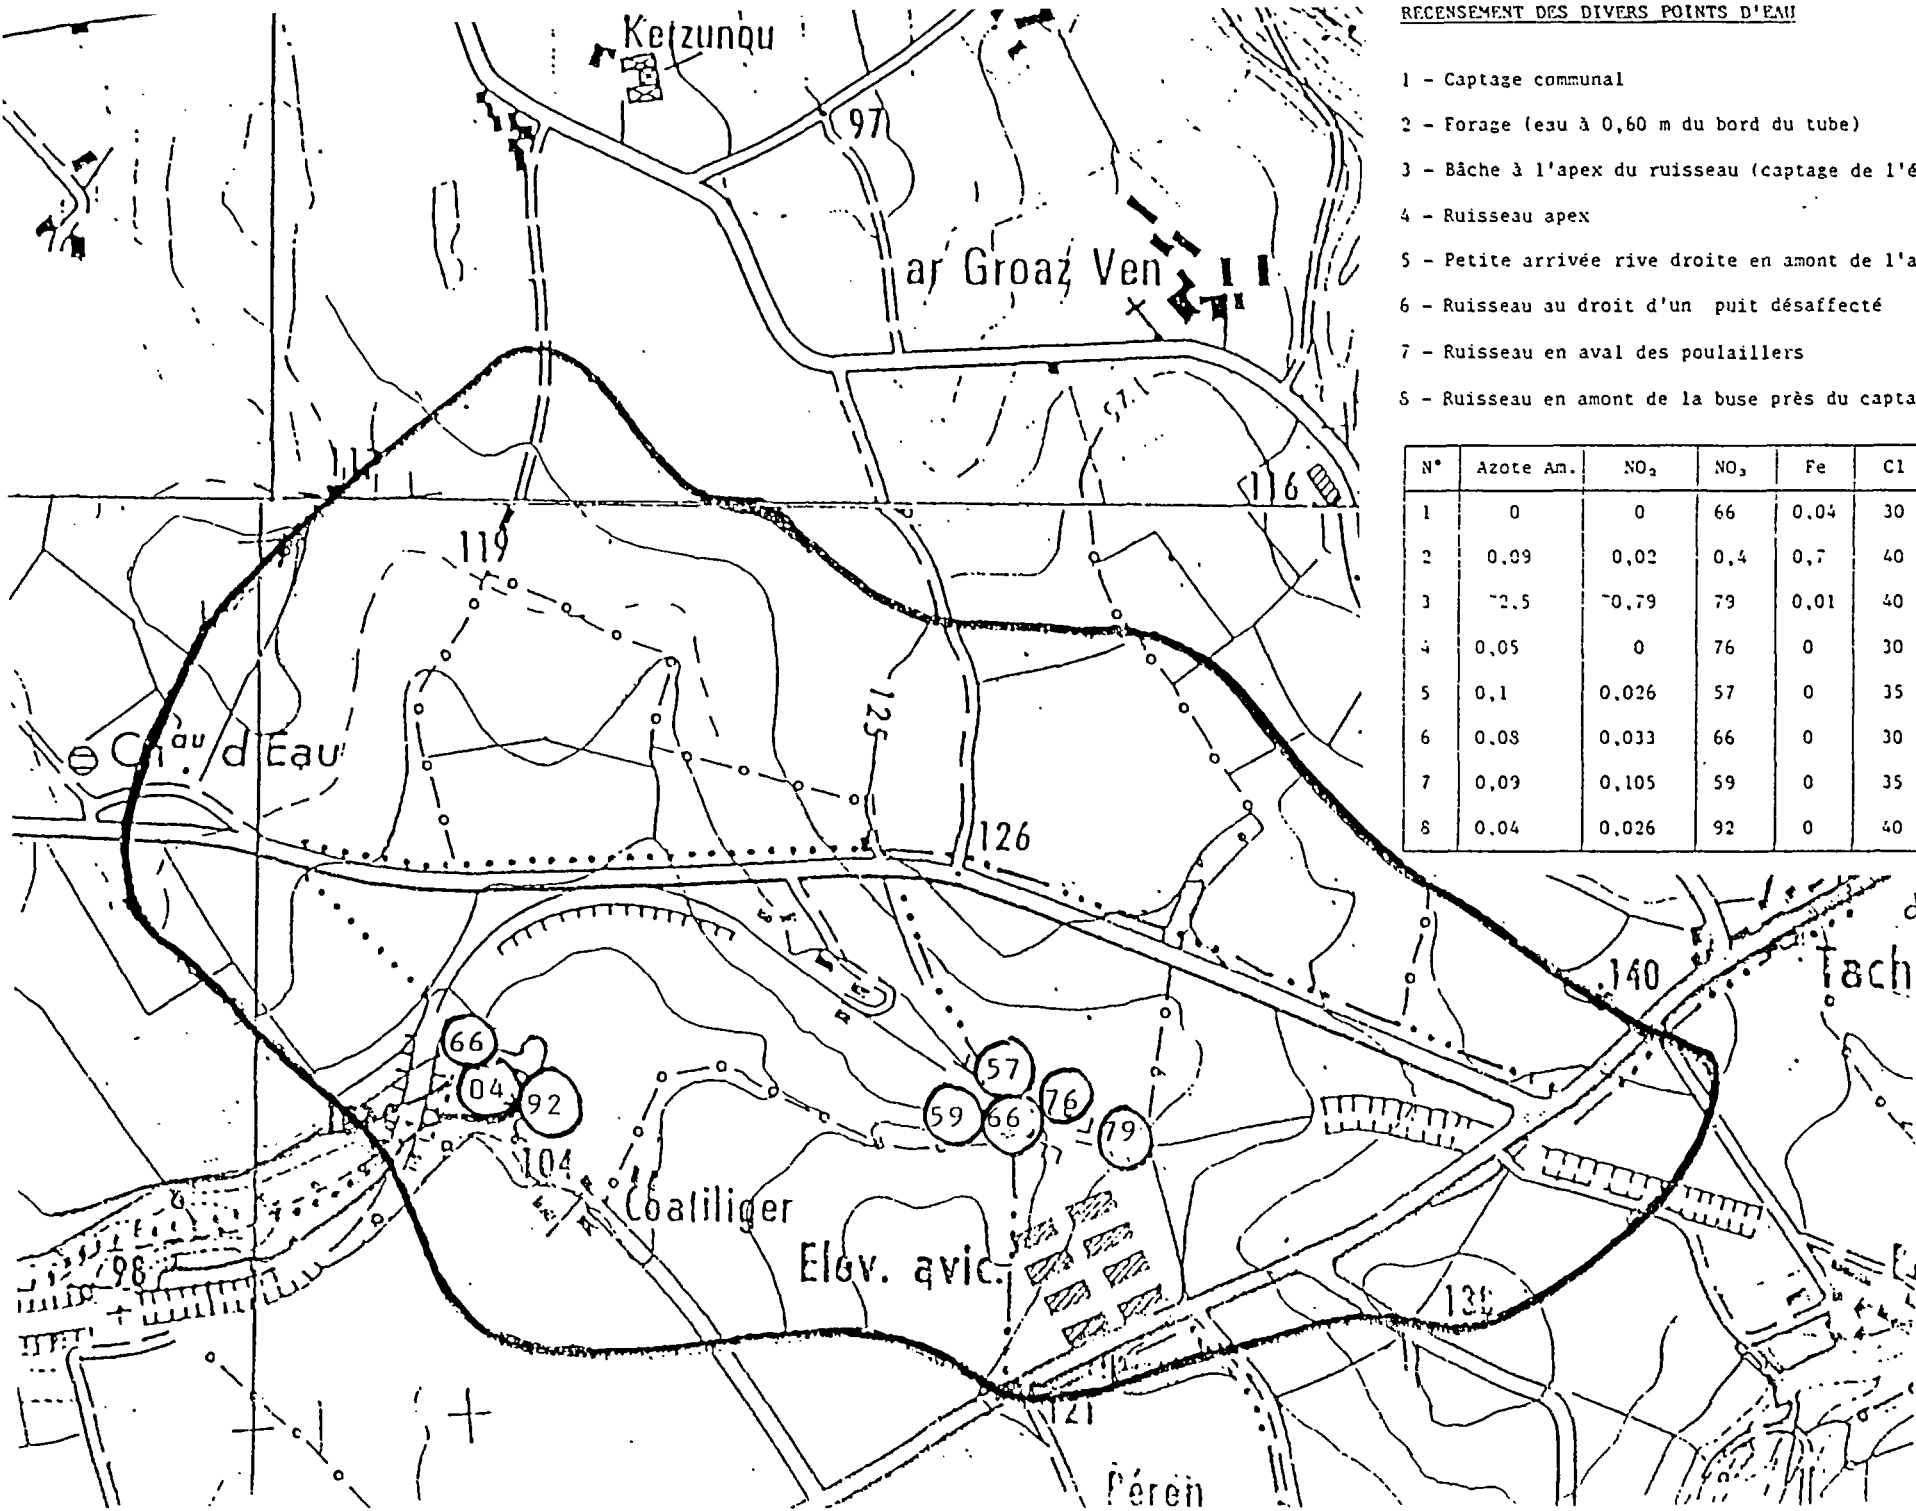 RECENSEMENT DES DIVERS POINTS D'EAU
1 - Captage communal
2 - Forage (eau à 0,60 m du bord du tube)
3 - Bâche à l'apex du ruisseau (captage de l'é
4 - Ruisseau apex
5 - Petite arrivée rive droite en amont de l'a
6 - Ruisseau au droit d'un puit désaffecté
7 - Ruisseau en aval des poulaillers
8 - Ruisseau en amont de la buse près du capta
N° Azote Am. NO₂ NO₃ Fe Cl
1 0 0 66 0,04 30
2 0,09 0,02 0,4 0,7 40
3 2,5 0,79 79 0,01 40
4 0,05 0 76 0 30
5 0,1 0,026 57 0 35
6 0,08 0,033 66 0 30
7 0,09 0,105 59 0 35
8 0,04 0,026 92 0 40
Kerzunou
97
ar Groaz Ven
125
116
119
Chau d'Eau
125
126
140
Tach
66
04
92
57
59
66
76
79
104
Coatiliger
98
Elev. avic.
121
Péren